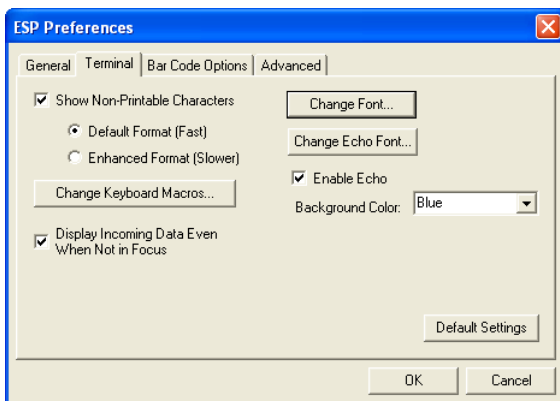 ESP Preferences
General Terminal Bar Code Options Advanced
Show Non-Printable Characters
Default Format (Fast)
Enhanced Format (Slower)
Change Keyboard Macros...
Display Incoming Data Even
When Not in Focus
Change Font...
Change Echo Font...
Enable Echo
Background Color: Blue
Default Settings
OK Cancel